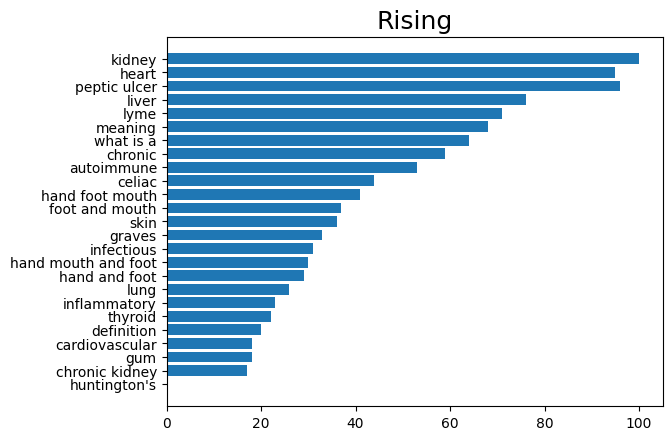 Rising
kidney
heart
peptic ulcer
liver
lyme
meaning
what is a
chronic
autoimmune
celiac
hand foot mouth
foot and mouth
skin
graves
infectious
hand mouth and foot
hand and foot
lung
inflammatory
thyroid
definition
cardiovascular
gum
chronic kidney
huntington's
0 20 40 60 80 100